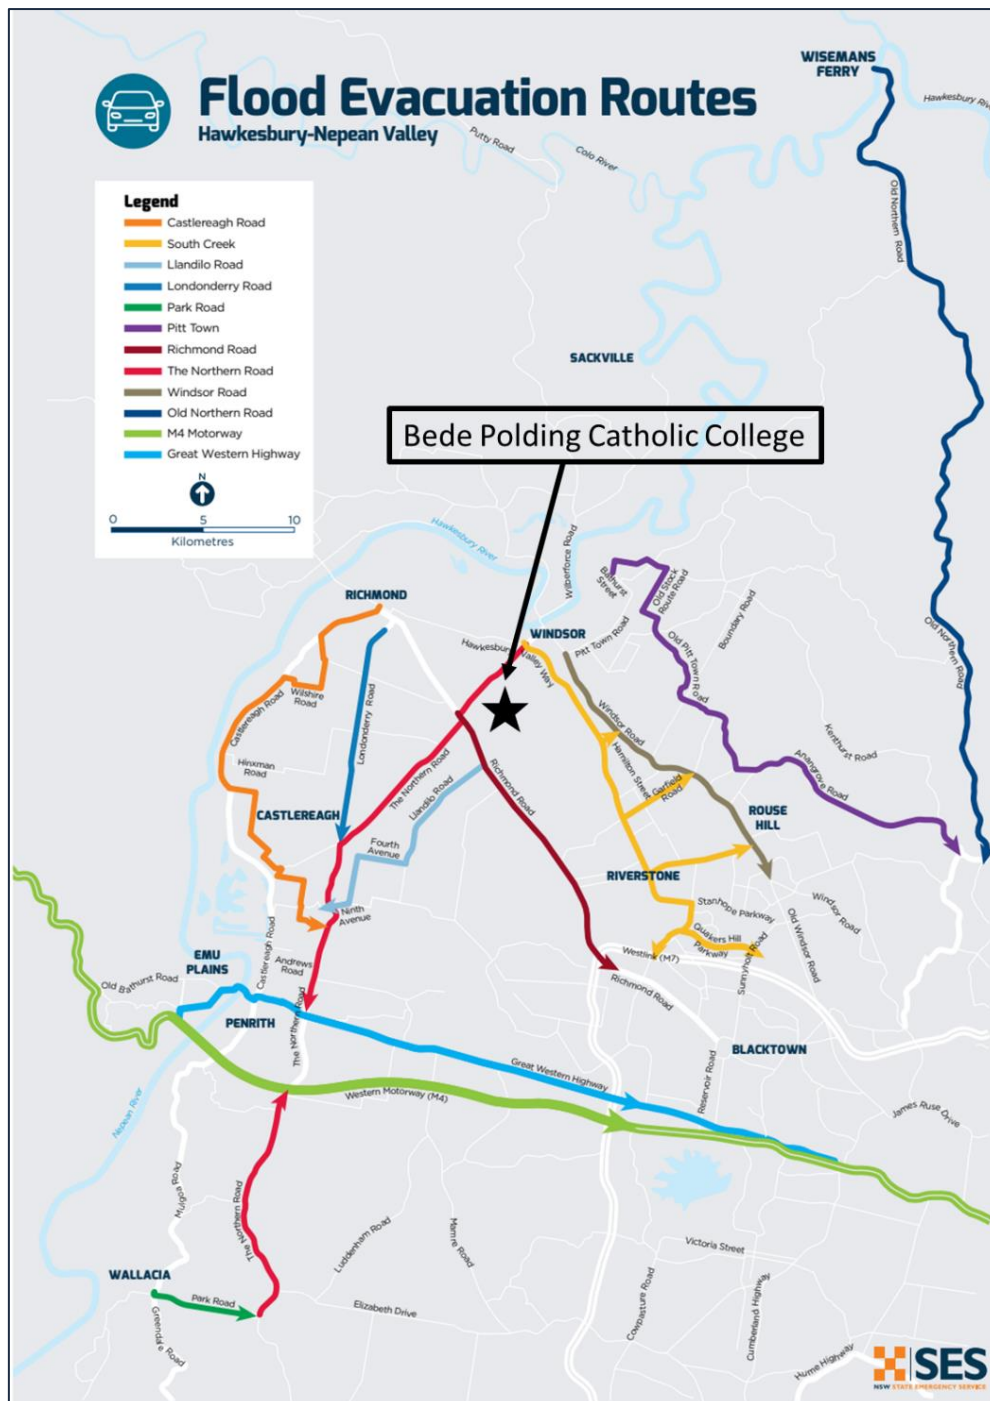 Flood Evacuation Routes
Hawkesbury-Nepean Valley
WISEMANS
FERRY
Hawkesbury
Putty Road
Colo River
Legend
Castlereagh Road
South Creek
Llandilo Road
Londonderry Road
Park Road
Pitt Town
Richmond Road
The Northern Road
Windsor Road
Old Northern Road
M4 Motorway
Great Western Highway
N
0 5 10
Kilometres
Old Northern Road
SACKVILLE
Bede Polding Catholic College
Hawkesbury River
Wilberforce Road
Bathurst
Street
Old Stock
Route Road
Boundary Road
RICHMOND
WINDSOR
Pitt Town Road
Hawkesbury Valley Way
Old Pitt Town Road
Old Northern Road
Wilshire
Road
Castlereagh Road
Londonderry Road
Windsor Road
Kenthurst Road
Hinxman
Road
The Northern Road
Llandilo Road
Richmond Road
Hamilton Street
Garfield
Road
Annangrove Road
CASTLEREAGH
ROUSE
HILL
Fourth
Avenue
RIVERSTONE
Ninth
Avenue
Stanhope Parkway
Windsor Road
Old Windsor Road
Quakers Hill
Parkway
Sunnyholt Road
Westlink (M7)
EMU
PLAINS
Castlereagh Road
Andrews
Road
Old Bathurst Road
Richmond Road
PENRITH
The Northern Road
BLACKTOWN
Great Western Highway
Reservoir Road
Western Motorway (M4)
James Ruse Drive
Nepean River
Mulgoa Road
The Northern Road
Luddenham Road
Mamre Road
Victoria Street
WALLACIA
Park Road
Elizabeth Drive
Greendale Road
Cowpasture Road
Cumberland Highway
Hume Highway
SES
NSW STATE EMERGENCY SERVICE